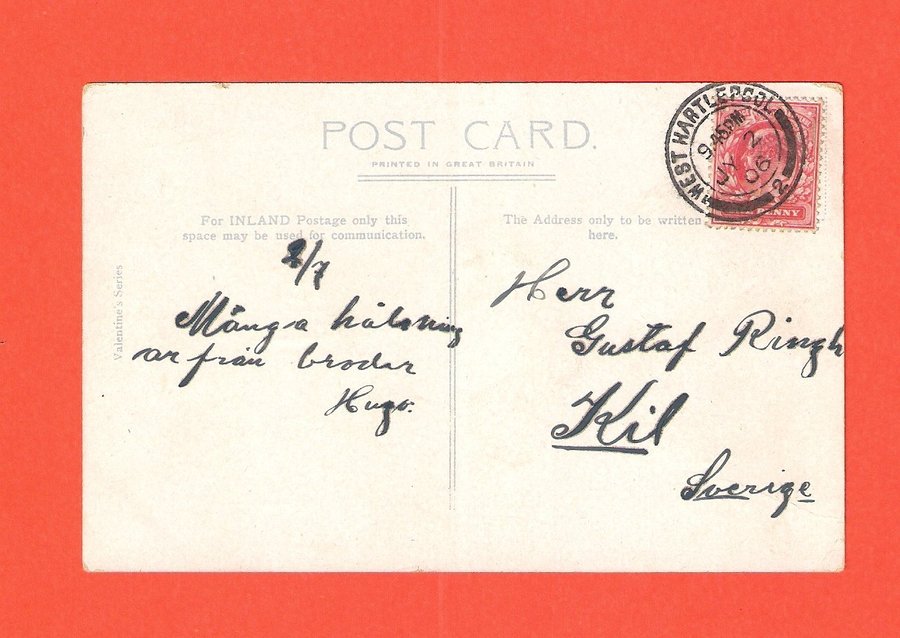 POST CARD.
PRINTED IN GREAT BRITAIN
For INLAND Postage only this
space may be used for communication.
The Address only to be written
here.
Valentine's Series
WEST HARTLEPOOL
9.45PM
JY 2
06
2
PENNY
2/7
Många hälsning
ar från broder
Hugo.
Herr
Gustaf Ringh
Kil
Sverige